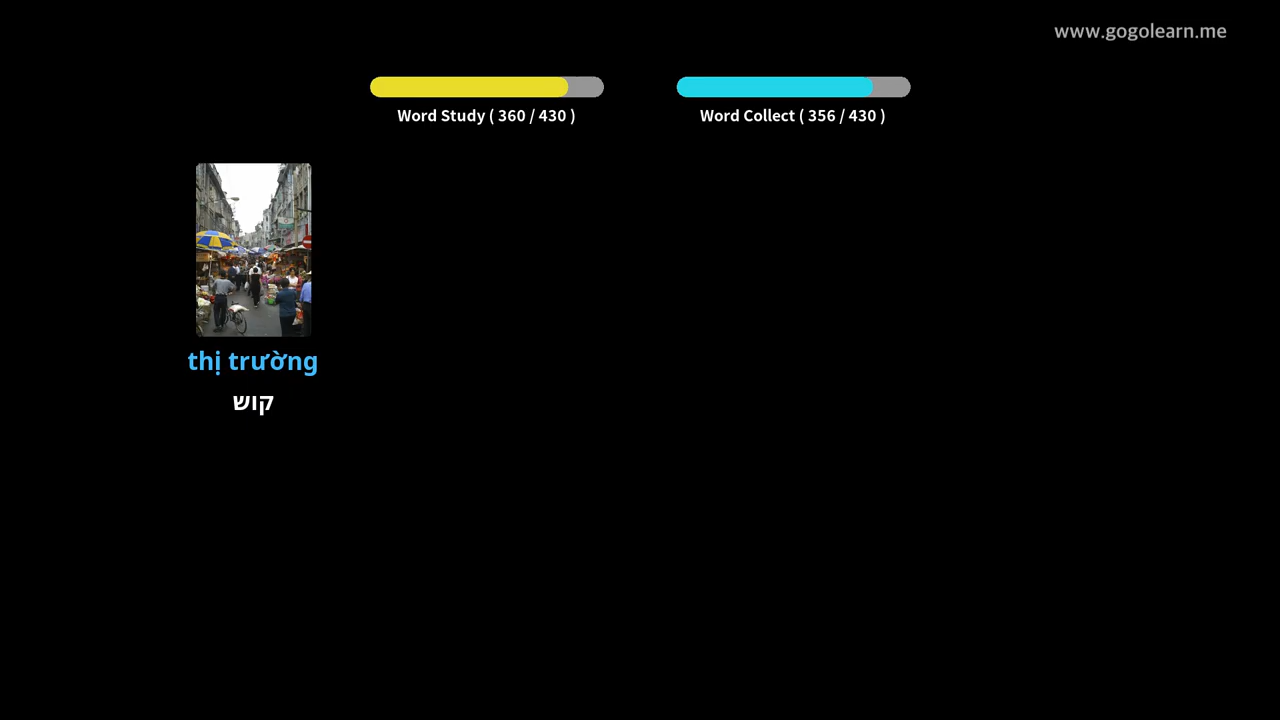 www.gogolearn.me
Word Study ( 360 / 430 )
Word Collect ( 356 / 430 )
thị trường
קוש